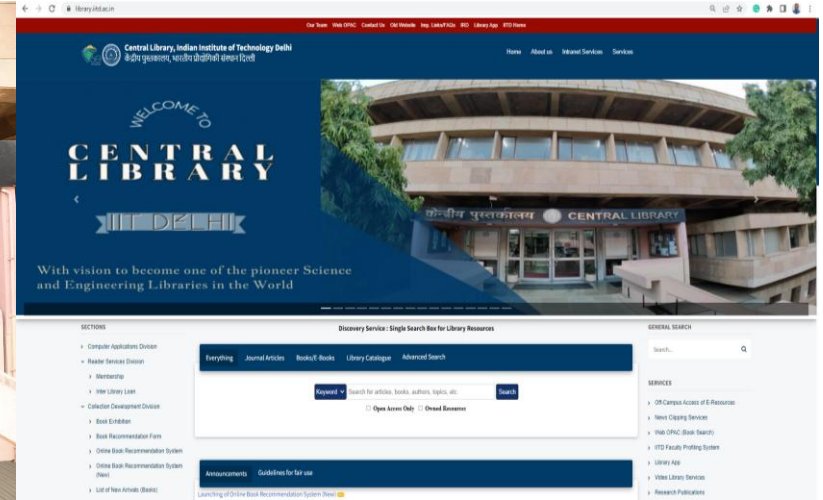 library.iitd.ac.in
Our Team Web OPAC Contact Us Old Website Imp. Links/FAQs IRD Library App IITD Home
Central Library, Indian Institute of Technology Delhi
केंद्रीय पुस्तकालय, भारतीय प्रौद्योगिकी संस्थान दिल्ली
Home About us Intranet Services Services
WELCOME TO
CENTRAL
LIBRARY
IIT DELHI
With vision to become one of the pioneer Science
and Engineering Libraries in the World
केन्द्रीय पुस्तकालय CENTRAL LIBRARY
SECTIONS
Computer Applications Division
Reader Services Division
Membership
Inter Library Loan
Collection Development Division
Book Exhibition
Book Recommendation Form
Online Book Recommendation System
Online Book Recommendation System
(New)
List of New Arrivals (Books)
Discovery Service : Single Search Box for Library Resources
Everything Journal Articles Books/E-Books Library Catalogue Advanced Search
Keyword Search for articles, books, authors, topics, etc. Search
Open Access Only Owned Resources
Announcements Guidelines for fair use
Launching of Online Book Recommendation System (New)
GENERAL SEARCH
Search...
SERVICES
Off-Campus Access of E-Resources
News Clipping Services
Web OPAC (Book Search)
IITD Faculty Profiling System
Library App
Video Library Services
Research Publications